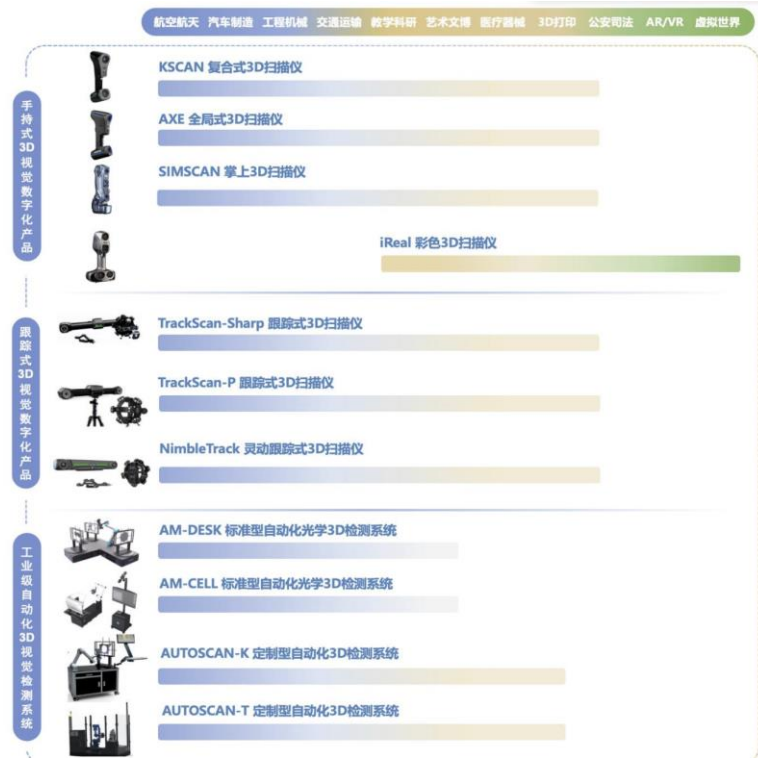 航空航天 汽车制造 工程机械 交通运输 教学科研 艺术文博 医疗器械 3D打印 公安司法 AR/VR 虚拟世界
手持式3D视觉数字化产品
KSCAN 复合式3D扫描仪
AXE 全局式3D扫描仪
SIMSCAN 掌上3D扫描仪
iReal 彩色3D扫描仪
跟踪式3D视觉数字化产品
TrackScan-Sharp 跟踪式3D扫描仪
TrackScan-P 跟踪式3D扫描仪
NimbleTrack 灵动跟踪式3D扫描仪
工业级自动化3D视觉检测系统
AM-DESK 标准型自动化光学3D检测系统
AM-CELL 标准型自动化光学3D检测系统
AUTOSCAN-K 定制型自动化3D检测系统
AUTOSCAN-T 定制型自动化3D检测系统